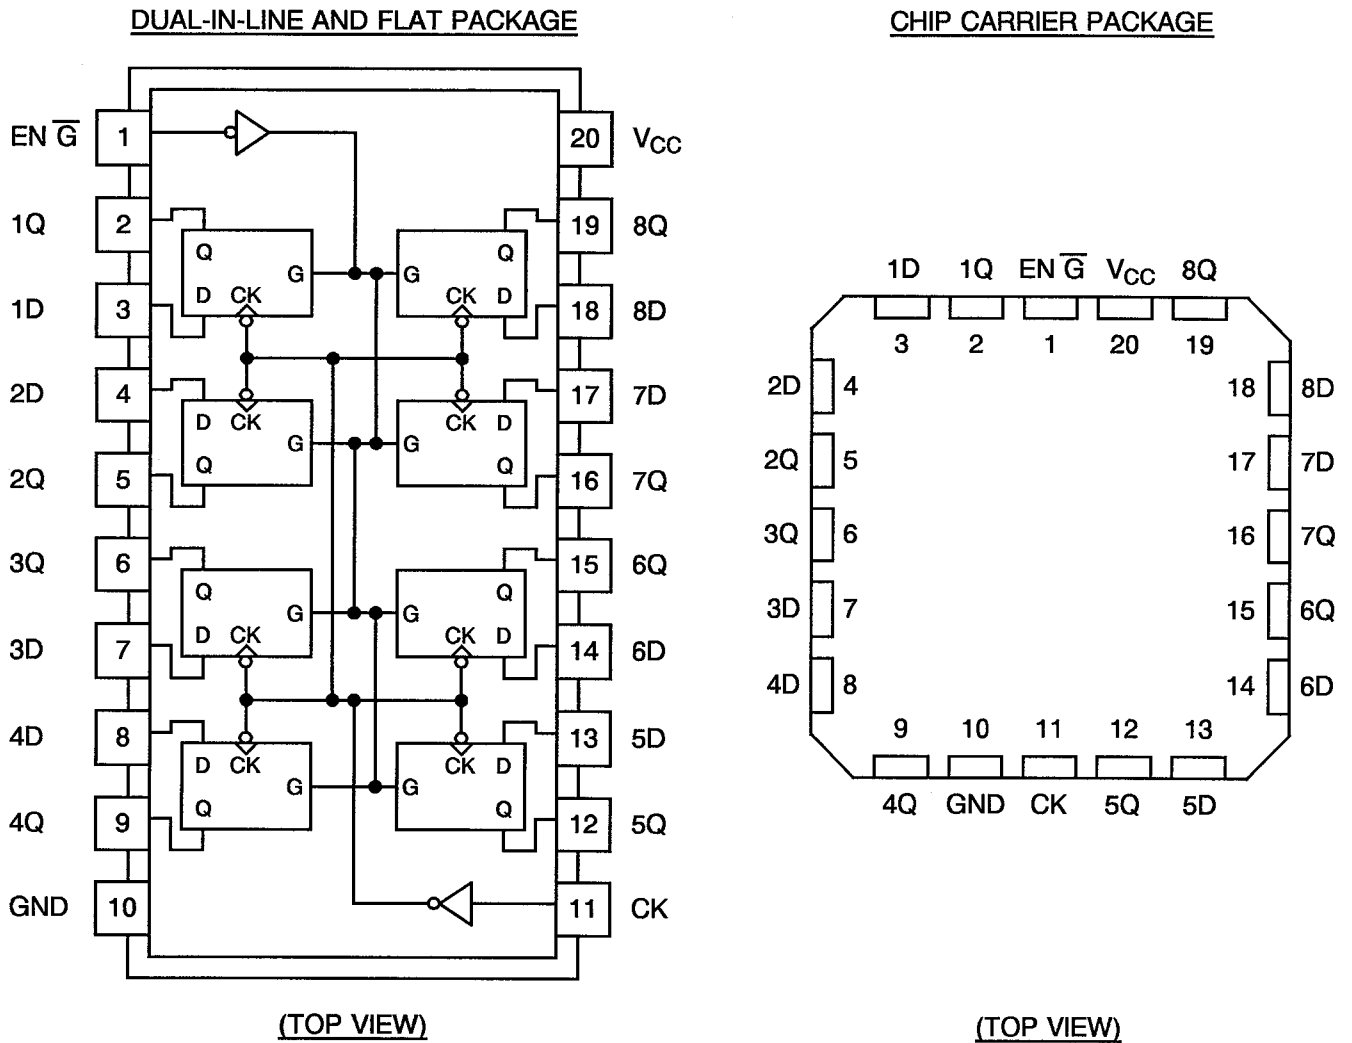 DUAL-IN-LINE AND FLAT PACKAGE
EN G̅ 1 20 VCC
1Q 2 19 8Q
Q Q
G G
1D 3 D CK CK D 18 8D
2D 4 17 7D
D CK CK D
G G
Q Q
2Q 5 16 7Q
3Q 6 15 6Q
Q Q
G G
D CK CK D
3D 7 14 6D
4D 8 13 5D
D CK CK D
G G
Q Q
4Q 9 12 5Q
GND 10 11 CK
(TOP VIEW)
CHIP CARRIER PACKAGE
1D 1Q EN G̅ VCC 8Q
3 2 1 20 19
2D 4 18 8D
2Q 5 17 7D
3Q 6 16 7Q
3D 7 15 6Q
4D 8 14 6D
9 10 11 12 13
4Q GND CK 5Q 5D
(TOP VIEW)